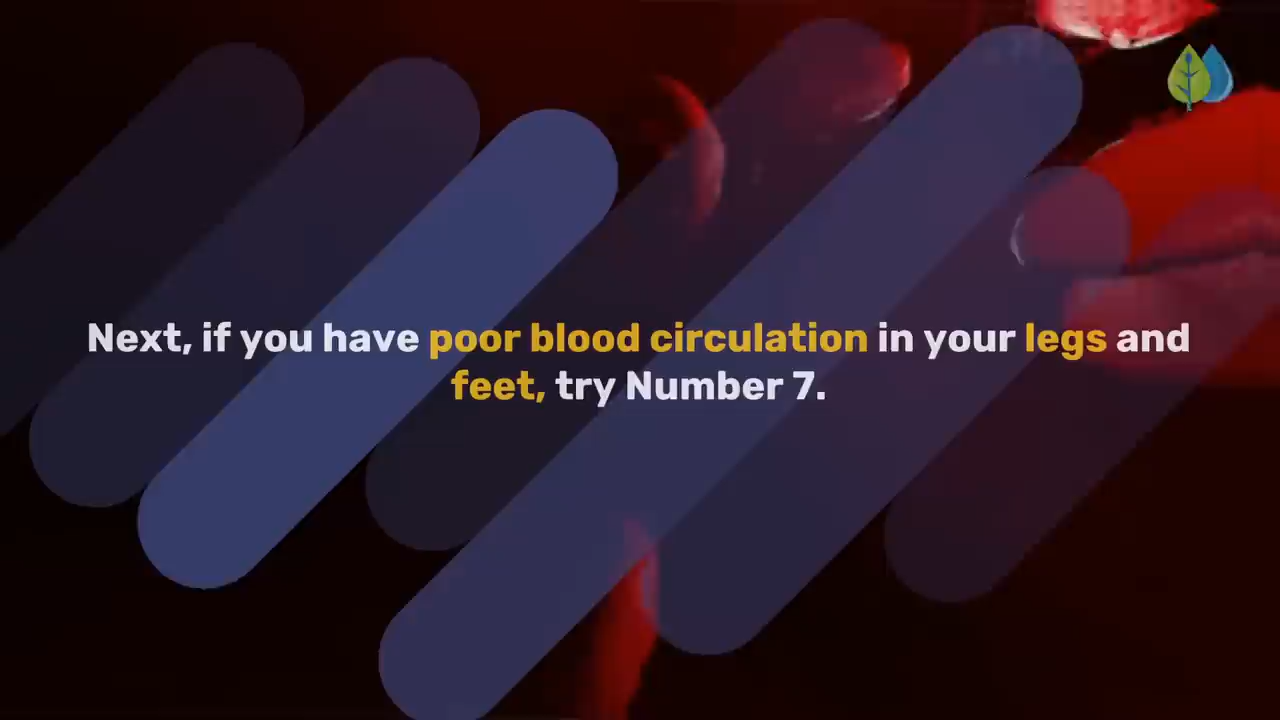 Next, if you have poor blood circulation in your legs and
feet, try Number 7.